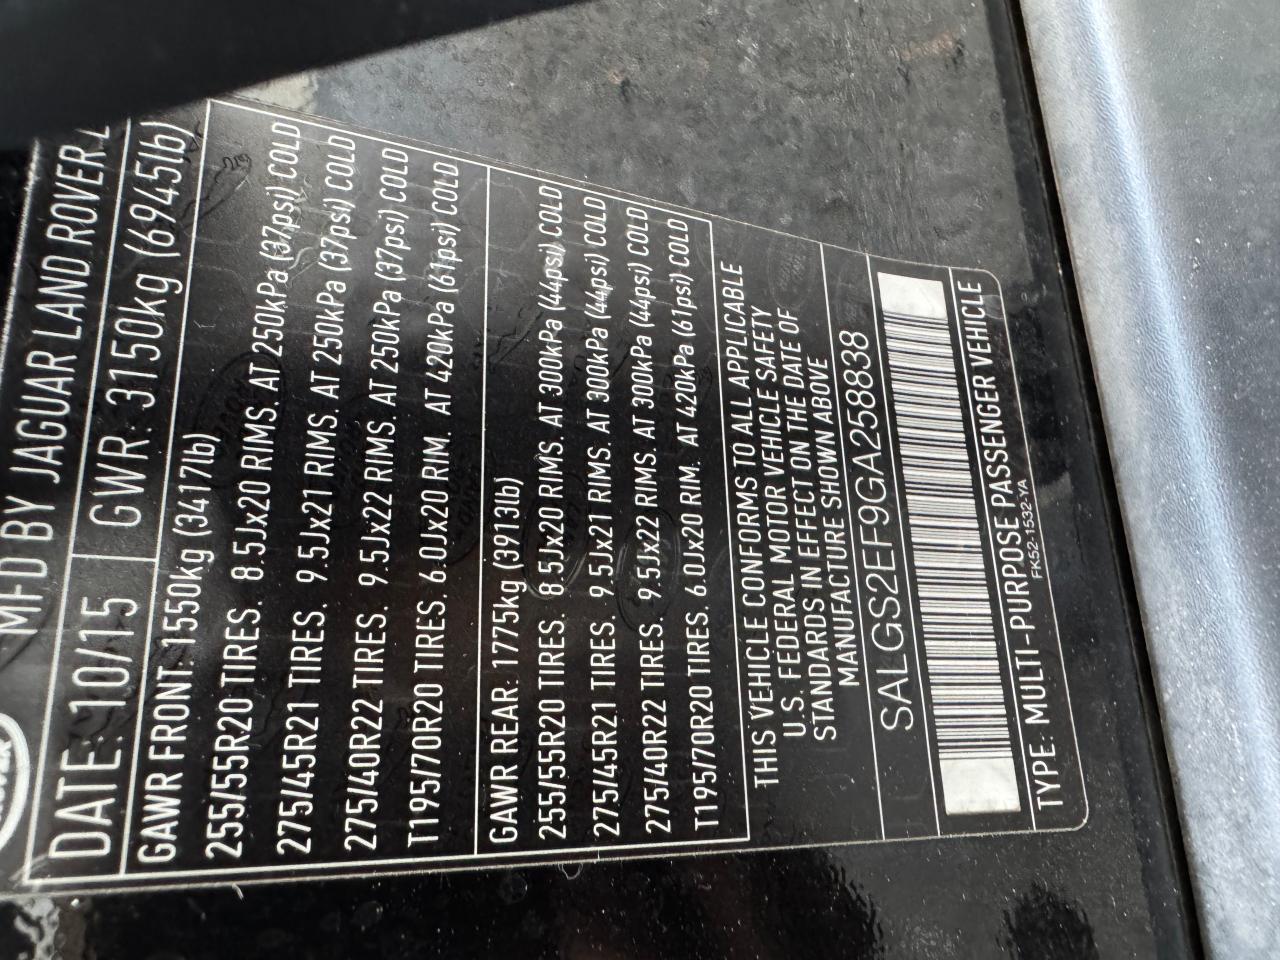 MFD BY JAGUAR LAND ROVER
DATE: 10/15 GWR: 3150kg (6945lb)
GAWR FRONT: 1550kg (3417lb)
255/55R20 TIRES. 8.5Jx20 RIMS. AT 250kPa (37psi) COLD
275/45R21 TIRES. 9.5Jx21 RIMS. AT 250kPa (37psi) COLD
275/40R22 TIRES. 9.5Jx22 RIMS. AT 250kPa (37psi) COLD
T195/70R20 TIRES. 6.0Jx20 RIM. AT 420kPa (61psi) COLD
GAWR REAR: 1775kg (3913lb)
255/55R20 TIRES. 8.5Jx20 RIMS. AT 300kPa (44psi) COLD
275/45R21 TIRES. 9.5Jx21 RIMS. AT 300kPa (44psi) COLD
275/40R22 TIRES. 9.5Jx22 RIMS. AT 300kPa (44psi) COLD
T195/70R20 TIRES. 6.0Jx20 RIM. AT 420kPa (61psi) COLD
THIS VEHICLE CONFORMS TO ALL APPLICABLE
U.S. FEDERAL MOTOR VEHICLE SAFETY
STANDARDS IN EFFECT ON THE DATE OF
MANUFACTURE SHOWN ABOVE
SALGS2EF9GA258838
TYPE: MULTI-PURPOSE PASSENGER VEHICLE
FK52-1532-YA